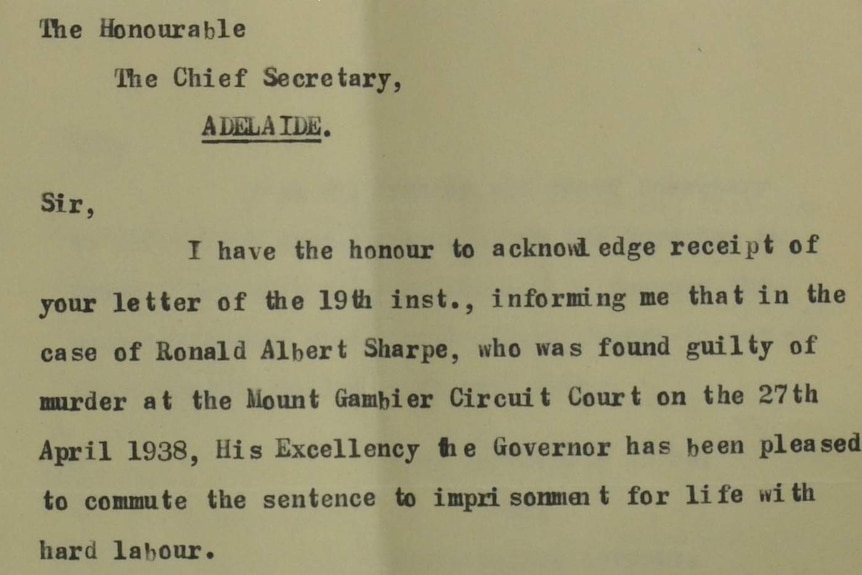 The Honourable
The Chief Secretary,
ADELAIDE.
Sir,
I have the honour to acknowledge receipt of
your letter of the 19th inst., informing me that in the
case of Ronald Albert Sharpe, who was found guilty of
murder at the Mount Gambier Circuit Court on the 27th
April 1938, His Excellency the Governor has been pleased
to commute the sentence to imprisonment for life with
hard labour.